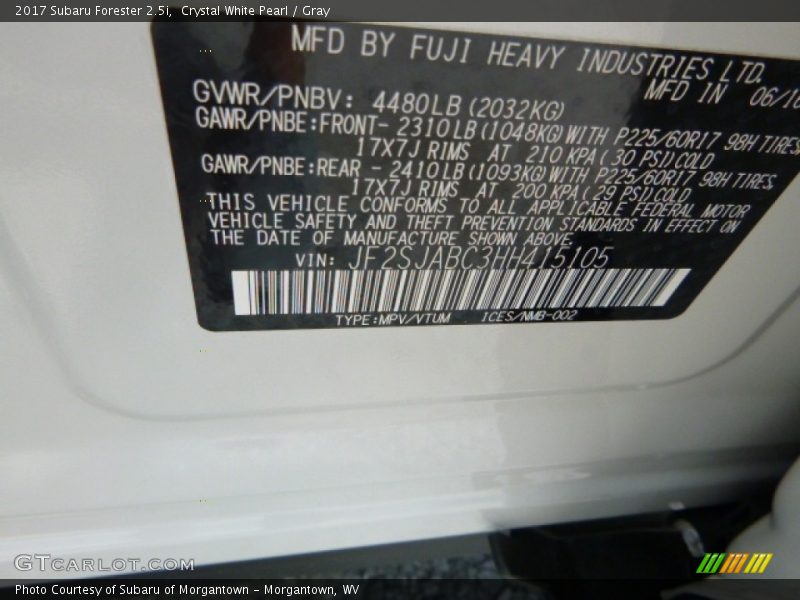 2017 Subaru Forester 2.5i, Crystal White Pearl / Gray
MFD BY FUJI HEAVY INDUSTRIES LTD.
GVWR/PNBV: 4480LB (2032KG) MFD IN 06/16
GAWR/PNBE:FRONT- 2310LB(1048KG)WITH P225/60R17 98H TIRES,
17X7J RIMS AT 210 KPA( 30 PSI)COLD
GAWR/PNBE:REAR - 2410LB(1093KG)WITH P225/60R17 98H TIRES,
17X7J RIMS AT 200 KPA( 29 PSI)COLD
THIS VEHICLE CONFORMS TO ALL APPLICABLE FEDERAL MOTOR
VEHICLE SAFETY AND THEFT PREVENTION STANDARDS IN EFFECT ON
THE DATE OF MANUFACTURE SHOWN ABOVE.
VIN: JF2SJABC3HH415105
TYPE:MPV/VTUM ICES/NMB-002
GTCARLOT.COM
Photo Courtesy of Subaru of Morgantown - Morgantown, WV